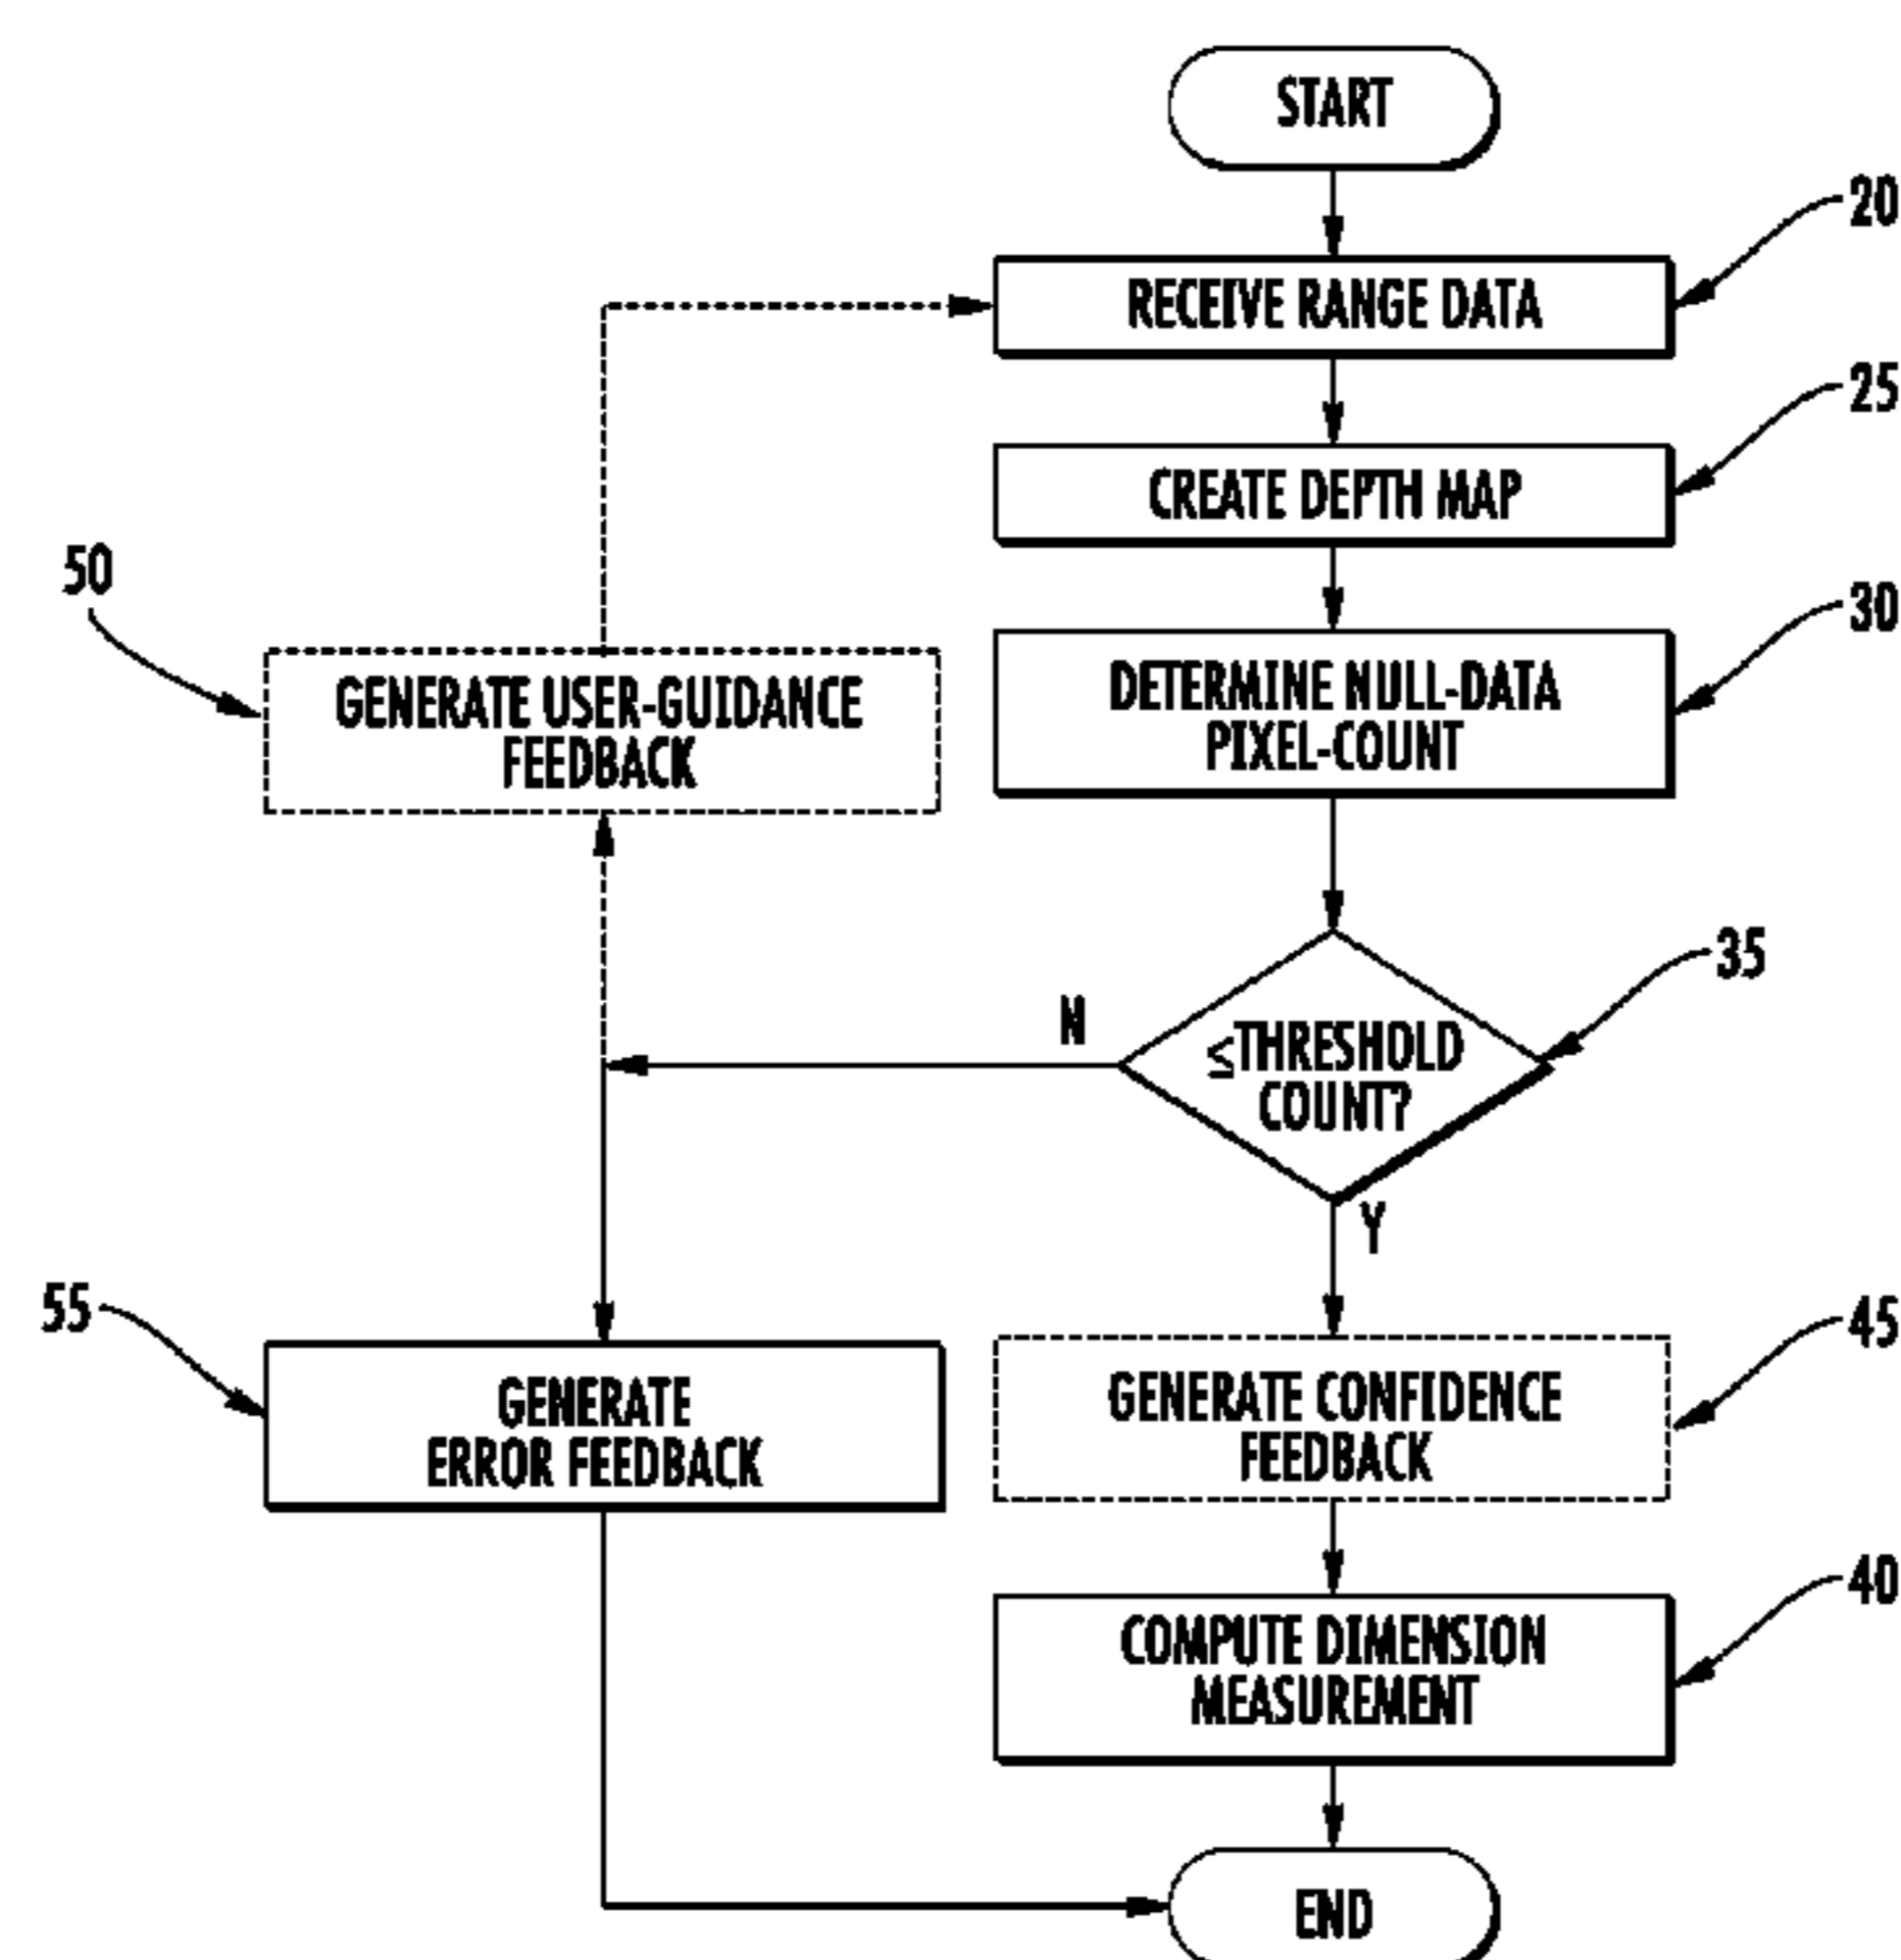 START
20
RECEIVE RANGE DATA
25
CREATE DEPTH MAP
50
30
GENERATE USER-GUIDANCE
FEEDBACK
DETERMINE NULL-DATA
PIXEL-COUNT
35
N
≤THRESHOLD
COUNT?
Y
55
45
GENERATE
ERROR FEEDBACK
GENERATE CONFIDENCE
FEEDBACK
40
COMPUTE DIMENSION
MEASUREMENT
END